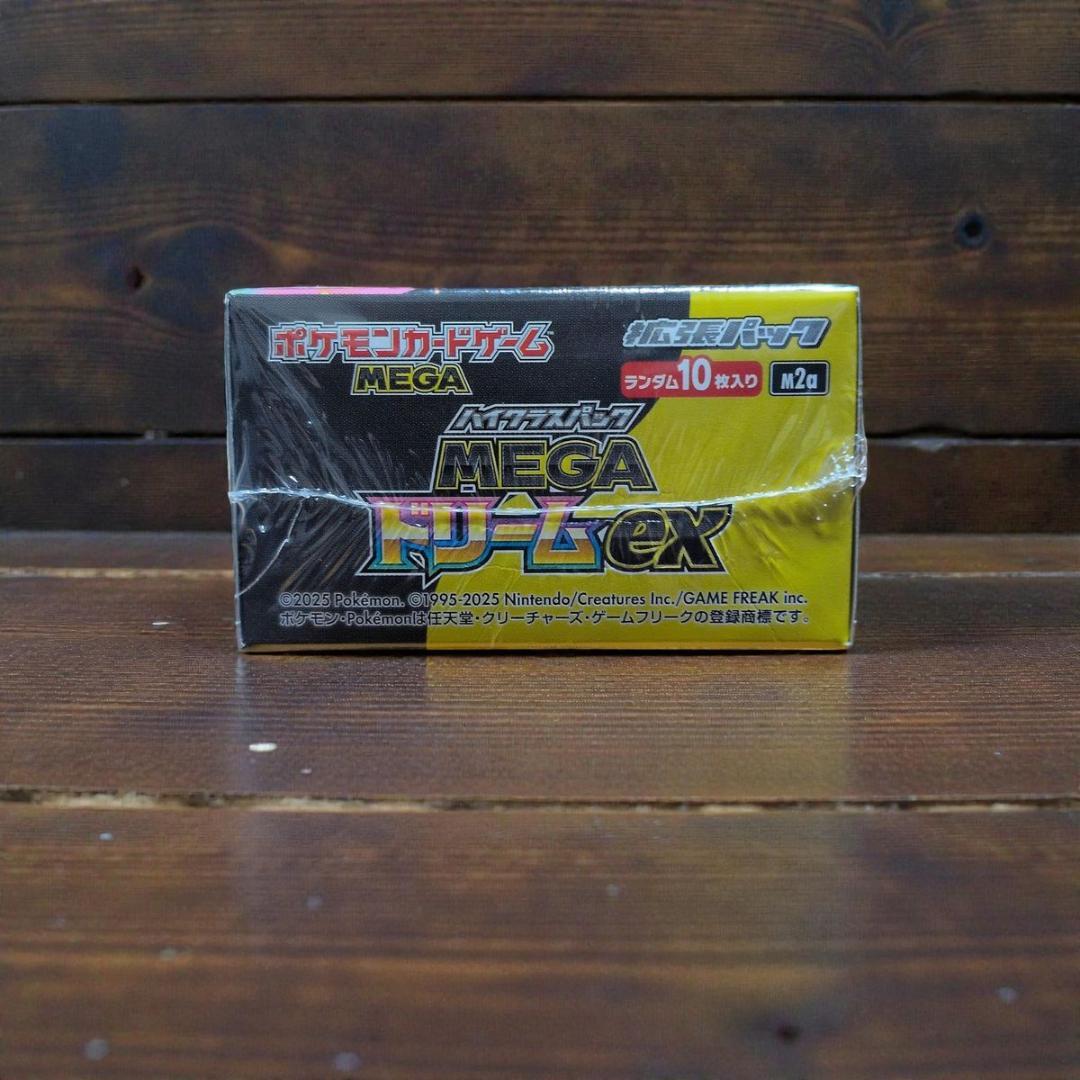 ポケモンカードゲーム™
MEGA
拡張パック
ランダム10枚入り
M2a
ハイクラスパック
MEGA
ドリームex
©2025 Pokémon. ©1995-2025 Nintendo/Creatures Inc./GAME FREAK inc.
ポケモン・Pokémonは任天堂・クリーチャーズ・ゲームフリークの登録商標です。